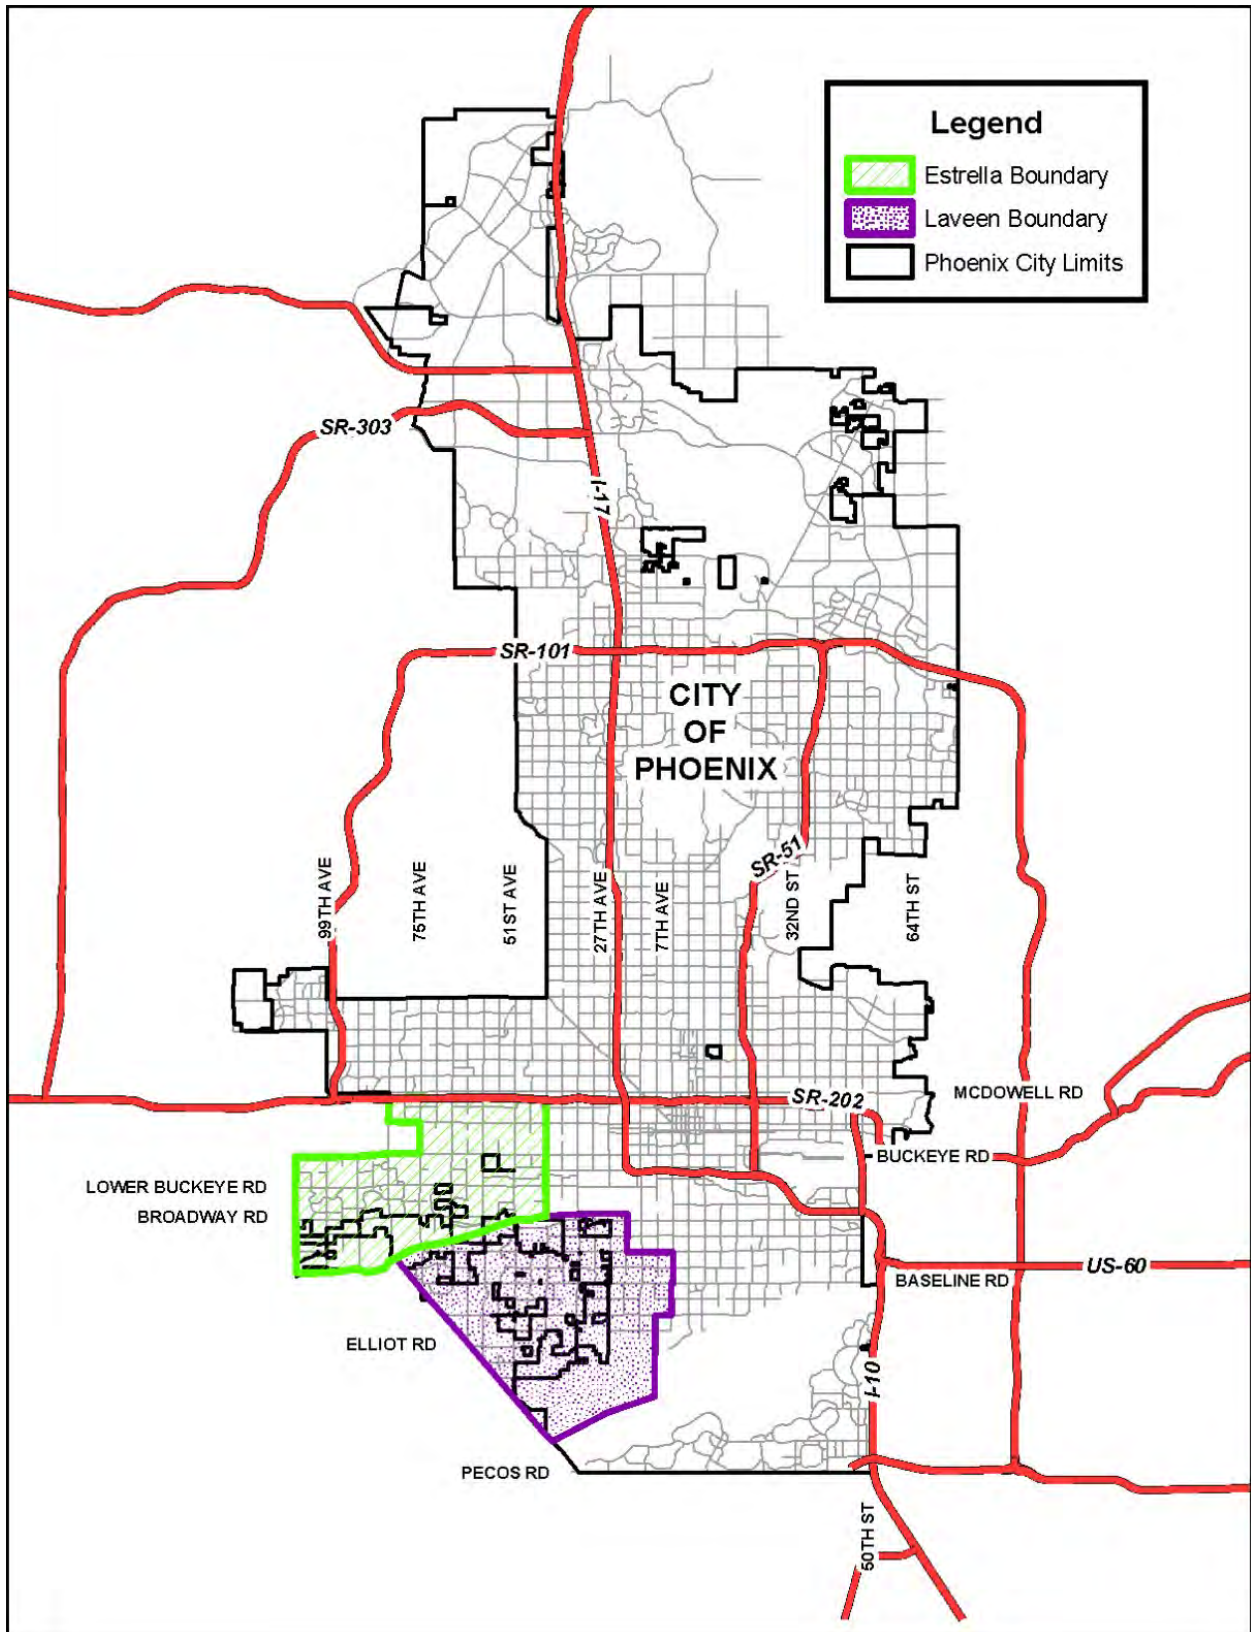 Legend
Estrella Boundary
Laveen Boundary
Phoenix City Limits
SR-303
I-17
SR-101
CITY
OF
PHOENIX
SR-51
99TH AVE
75TH AVE
51ST AVE
27TH AVE
7TH AVE
32ND ST
64TH ST
MCDOWELL RD
SR-202
BUCKEYE RD
LOWER BUCKEYE RD
BROADWAY RD
US-60
BASELINE RD
ELLIOT RD
I-10
PECOS RD
50TH ST